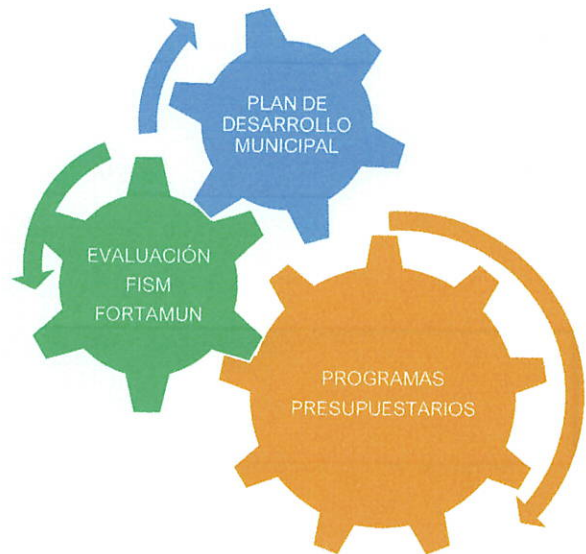 PLAN DE
DESARROLLO
MUNICIPAL
EVALUACIÓN
FISM
FORTAMUN
PROGRAMAS
PRESUPUESTARIOS